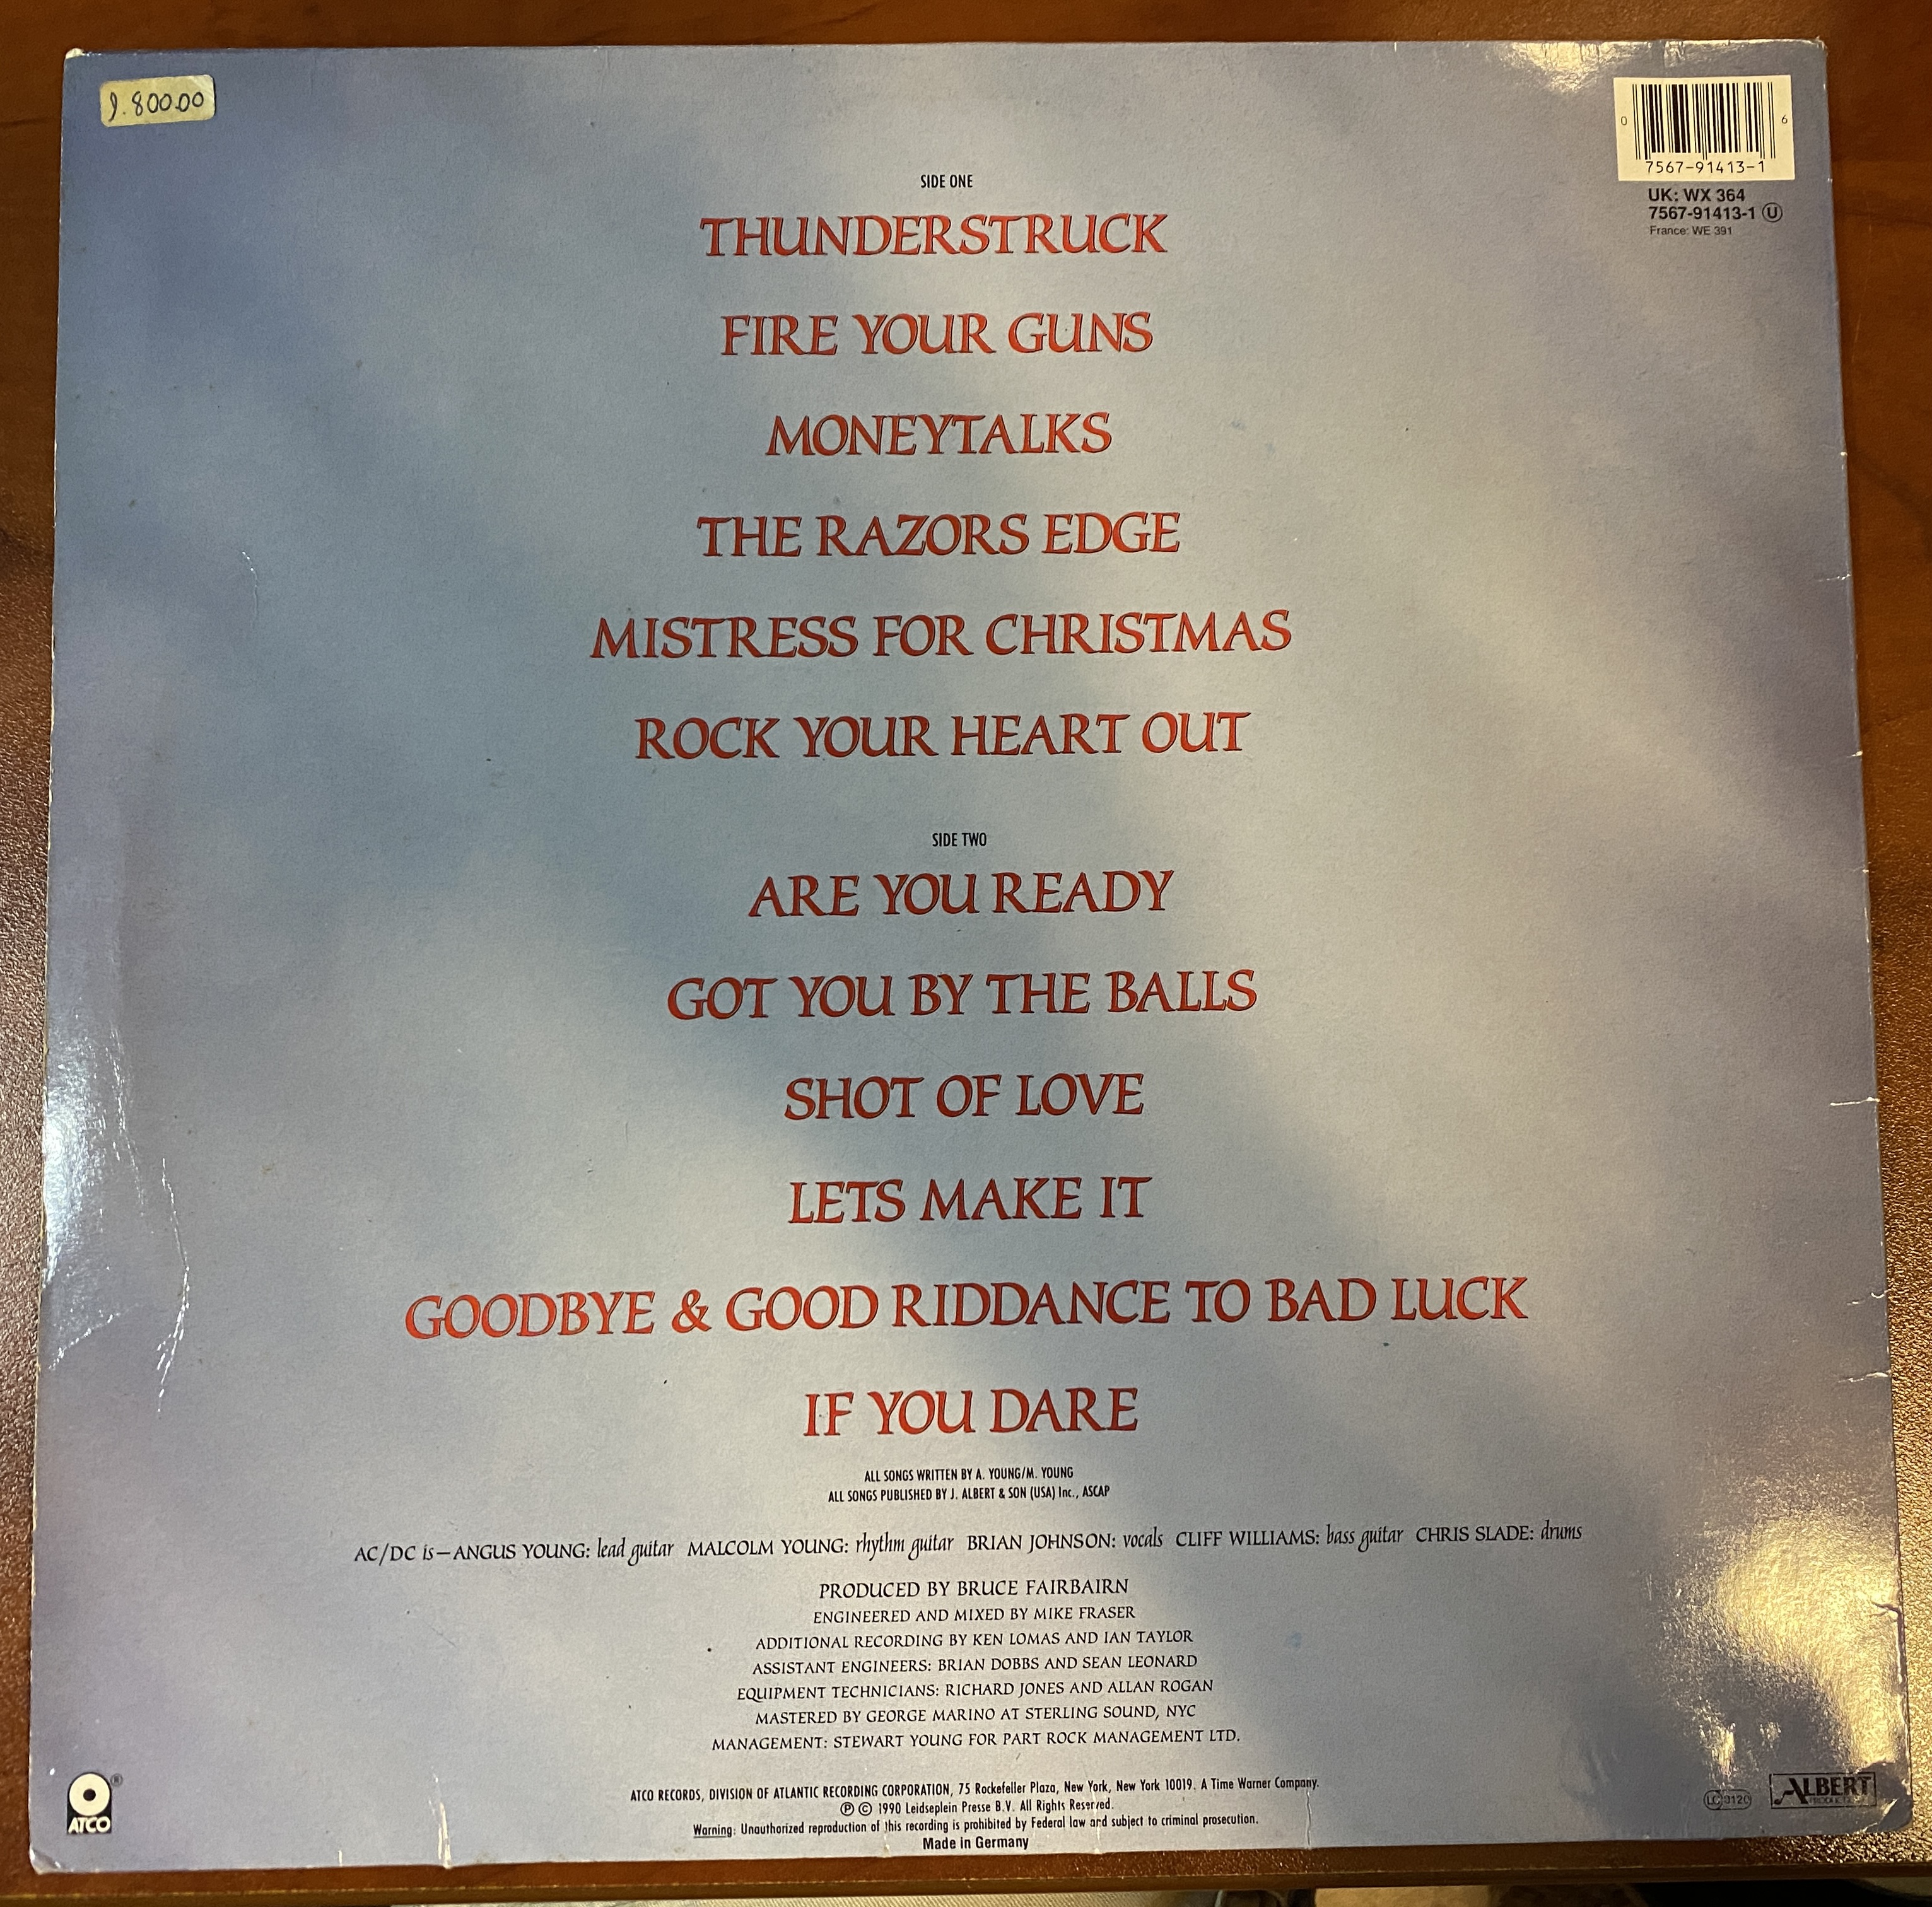 9.80000
0 6
7567-91413-1
UK: WX 364
7567-91413-1 Ⓤ
France: WE 391
SIDE ONE
THUNDERSTRUCK
FIRE YOUR GUNS
MONEYTALKS
THE RAZORS EDGE
MISTRESS FOR CHRISTMAS
ROCK YOUR HEART OUT
SIDE TWO
ARE YOU READY
GOT YOU BY THE BALLS
SHOT OF LOVE
LETS MAKE IT
GOODBYE & GOOD RIDDANCE TO BAD LUCK
IF YOU DARE
ALL SONGS WRITTEN BY A. YOUNG/M. YOUNG
ALL SONGS PUBLISHED BY J. ALBERT & SON (USA) Inc., ASCAP
AC/DC is—ANGUS YOUNG: lead guitar MALCOLM YOUNG: rhythm guitar BRIAN JOHNSON: vocals CLIFF WILLIAMS: bass guitar CHRIS SLADE: drums
PRODUCED BY BRUCE FAIRBAIRN
ENGINEERED AND MIXED BY MIKE FRASER
ADDITIONAL RECORDING BY KEN LOMAS AND IAN TAYLOR
ASSISTANT ENGINEERS: BRIAN DOBBS AND SEAN LEONARD
EQUIPMENT TECHNICIANS: RICHARD JONES AND ALLAN ROGAN
MASTERED BY GEORGE MARINO AT STERLING SOUND, NYC
MANAGEMENT: STEWART YOUNG FOR PART ROCK MANAGEMENT LTD.
ATCO RECORDS, DIVISION OF ATLANTIC RECORDING CORPORATION, 75 Rockefeller Plaza, New York, New York 10019. A Time Warner Company.
℗ © 1990 Leidseplein Presse B.V. All Rights Reserved.
Warning: Unauthorized reproduction of this recording is prohibited by Federal law and subject to criminal prosecution.
Made in Germany
ATCO ®
LC 0120
ALBERT
PRODUCTIONS